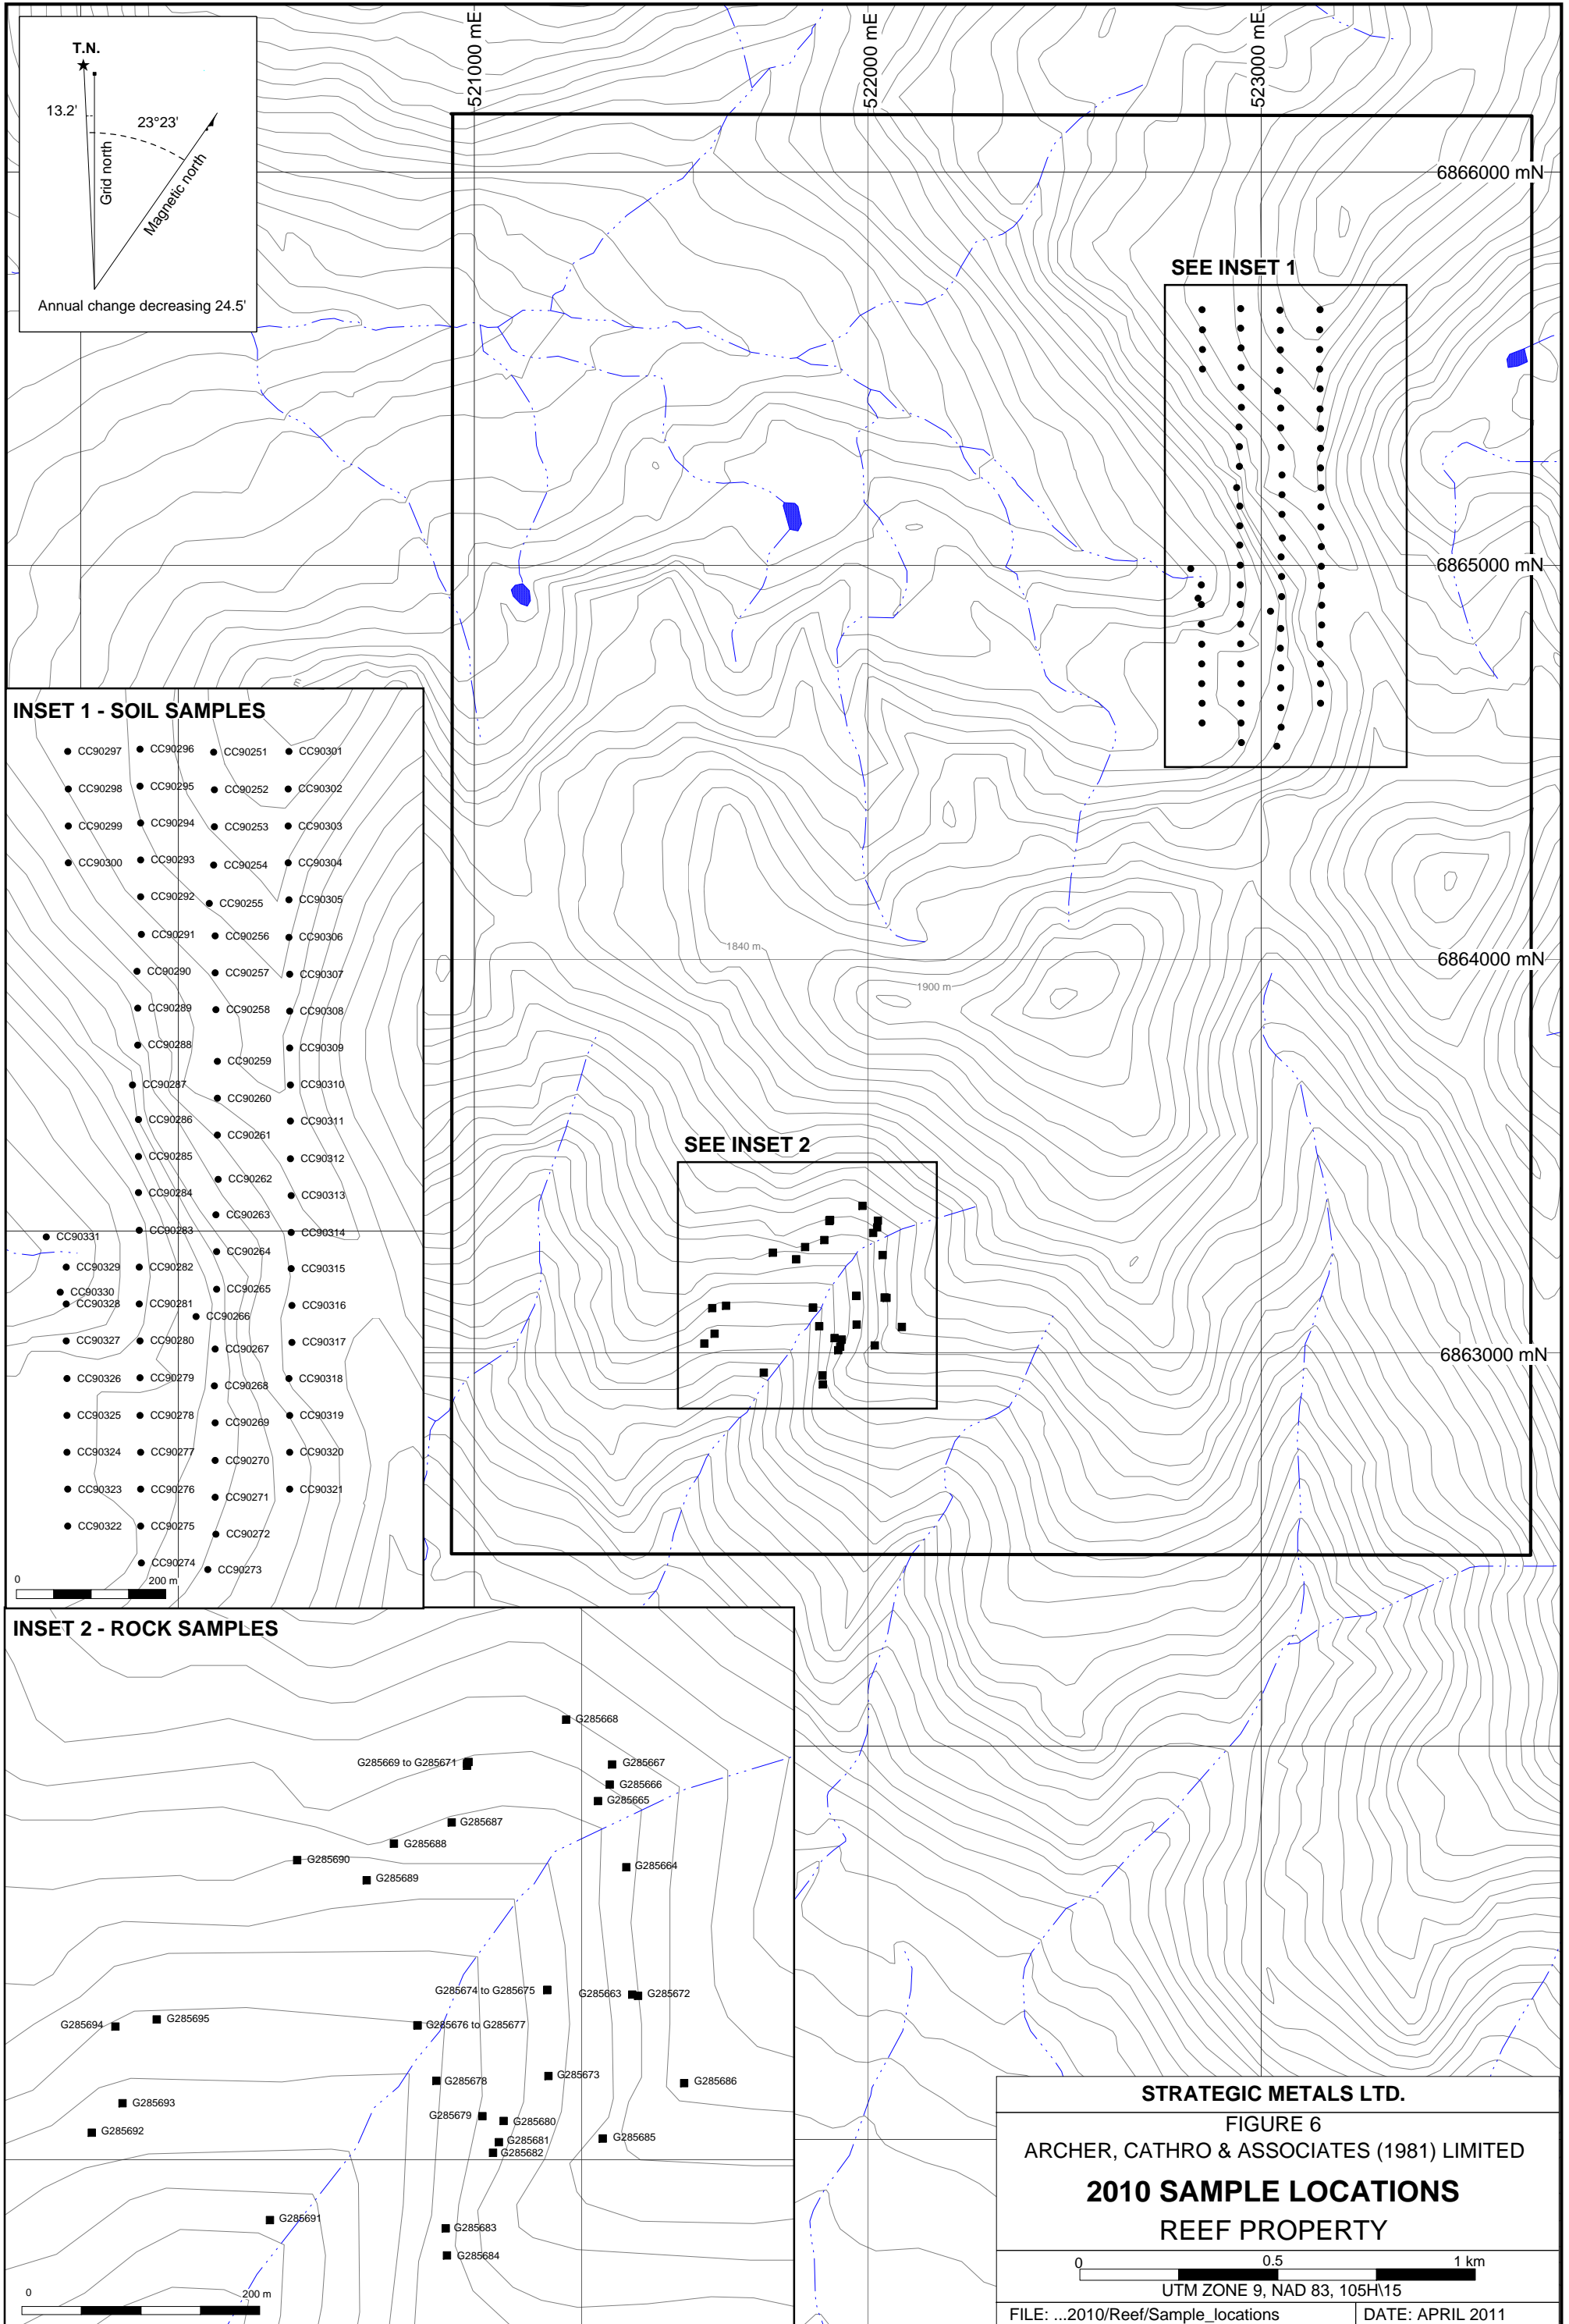 T.N.
13.2'
23°23'
Grid north
Magnetic north
Annual change decreasing 24.5'
521000 mE
522000 mE
523000 mE
6866000 mN
6865000 mN
6864000 mN
6863000 mN
SEE INSET 1
1840 m
1900 m
SEE INSET 2
INSET 1 - SOIL SAMPLES
CC90297 CC90296 CC90251 CC90301
CC90298 CC90295 CC90252 CC90302
CC90299 CC90294 CC90253 CC90303
CC90300 CC90293 CC90254 CC90304
CC90292 CC90255 CC90305
CC90291 CC90256 CC90306
CC90290 CC90257 CC90307
CC90289 CC90258 CC90308
CC90288 CC90259 CC90309
CC90287 CC90260 CC90310
CC90286 CC90261 CC90311
CC90285 CC90262 CC90312
CC90284 CC90263 CC90313
CC90331 CC90283 CC90264 CC90314
CC90329 CC90282 CC90265 CC90315
CC90330
CC90328 CC90281 CC90266 CC90316
CC90327 CC90280 CC90267 CC90317
CC90326 CC90279 CC90268 CC90318
CC90325 CC90278 CC90269 CC90319
CC90324 CC90277 CC90270 CC90320
CC90323 CC90276 CC90271 CC90321
CC90322 CC90275 CC90272
CC90274 CC90273
0 200 m
INSET 2 - ROCK SAMPLES
G285668
G285669 to G285671 G285667
G285666
G285665
G285687
G285688
G285690
G285689 G285664
G285674 to G285675 G285663 G285672
G285695
G285694 G285676 to G285677
G285673
G285678 G285686
G285693
G285679 G285680
G285692 G285681 G285685
G285682
G285691
G285683
G285684
0 200 m
STRATEGIC METALS LTD.
FIGURE 6
ARCHER, CATHRO & ASSOCIATES (1981) LIMITED
2010 SAMPLE LOCATIONS
REEF PROPERTY
0 0.5 1 km
UTM ZONE 9, NAD 83, 105H\15
FILE: ...2010/Reef/Sample_locations
DATE: APRIL 2011